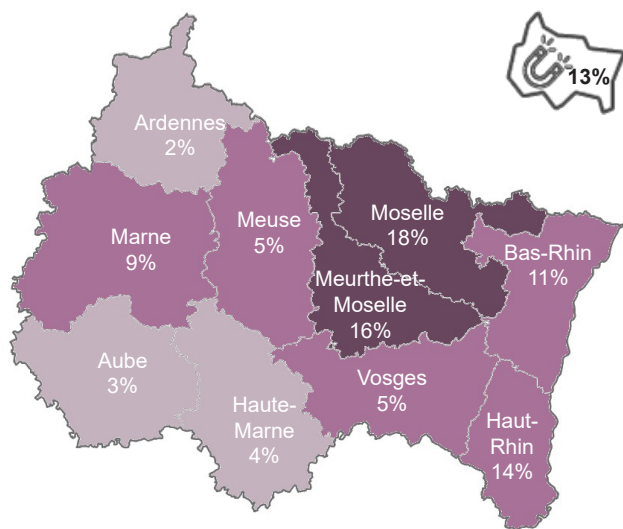 13%
Ardennes
2%
Marne
9%
Meuse
5%
Moselle
18%
Meurthe-et-
Moselle
16%
Bas-Rhin
11%
Aube
3%
Haute-
Marne
4%
Vosges
5%
Haut-
Rhin
14%